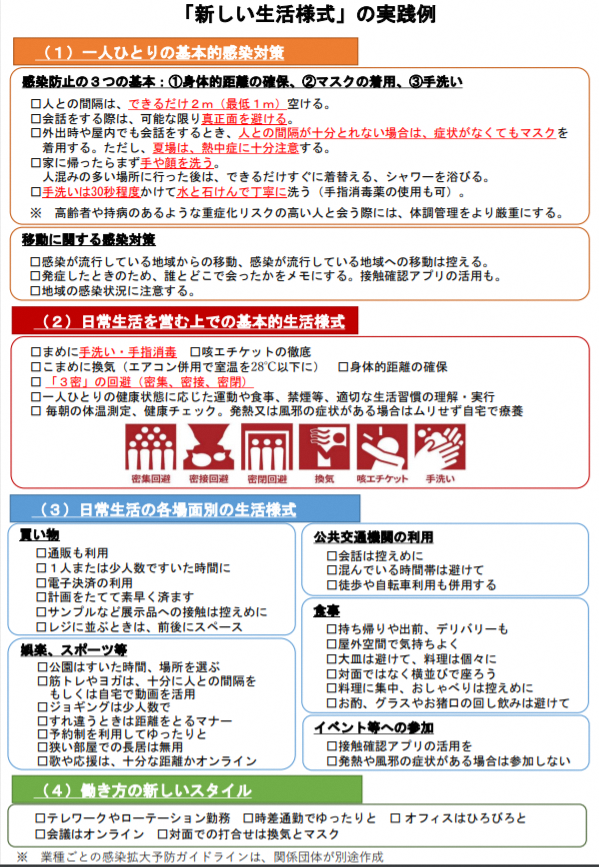 「新しい生活様式」の実践例
（１）一人ひとりの基本的感染対策
感染防止の３つの基本：①身体的距離の確保、②マスクの着用、③手洗い
□人との間隔は、できるだけ２ｍ（最低１ｍ）空ける。
□会話をする際は、可能な限り真正面を避ける。
□外出時や屋内でも会話をするとき、人との間隔が十分とれない場合は、症状がなくてもマスクを
着用する。ただし、夏場は、熱中症に十分注意する。
□家に帰ったらまず手や顔を洗う。
人混みの多い場所に行った後は、できるだけすぐに着替える、シャワーを浴びる。
□手洗いは30秒程度かけて水と石けんで丁寧に洗う（手指消毒薬の使用も可）。
※ 高齢者や持病のあるような重症化リスクの高い人と会う際には、体調管理をより厳重にする。
移動に関する感染対策
□感染が流行している地域からの移動、感染が流行している地域への移動は控える。
□発症したときのため、誰とどこで会ったかをメモにする。接触確認アプリの活用も。
□地域の感染状況に注意する。
（２）日常生活を営む上での基本的生活様式
□まめに手洗い・手指消毒 □咳エチケットの徹底
□こまめに換気（エアコン併用で室温を28℃以下に） □身体的距離の確保
□「３密」の回避（密集、密接、密閉）
□一人ひとりの健康状態に応じた運動や食事、禁煙等、適切な生活習慣の理解・実行
□ 毎朝の体温測定、健康チェック。発熱又は風邪の症状がある場合はムリせず自宅で療養
密集回避 密接回避 密閉回避 換気 咳エチケット 手洗い
（３）日常生活の各場面別の生活様式
買い物
□通販も利用
□１人または少人数ですいた時間に
□電子決済の利用
□計画をたてて素早く済ます
□サンプルなど展示品への接触は控えめに
□レジに並ぶときは、前後にスペース
娯楽、スポーツ等
□公園はすいた時間、場所を選ぶ
□筋トレやヨガは、十分に人との間隔を
もしくは自宅で動画を活用
□ジョギングは少人数で
□すれ違うときは距離をとるマナー
□予約制を利用してゆったりと
□狭い部屋での長居は無用
□歌や応援は、十分な距離かオンライン
公共交通機関の利用
□会話は控えめに
□混んでいる時間帯は避けて
□徒歩や自転車利用も併用する
食事
□持ち帰りや出前、デリバリーも
□屋外空間で気持ちよく
□大皿は避けて、料理は個々に
□対面ではなく横並びで座ろう
□料理に集中、おしゃべりは控えめに
□お酌、グラスやお猪口の回し飲みは避けて
イベント等への参加
□接触確認アプリの活用を
□発熱や風邪の症状がある場合は参加しない
（４）働き方の新しいスタイル
□テレワークやローテーション勤務 □時差通勤でゆったりと □ オフィスはひろびろと
□会議はオンライン □対面での打合せは換気とマスク
※ 業種ごとの感染拡大予防ガイドラインは、関係団体が別途作成